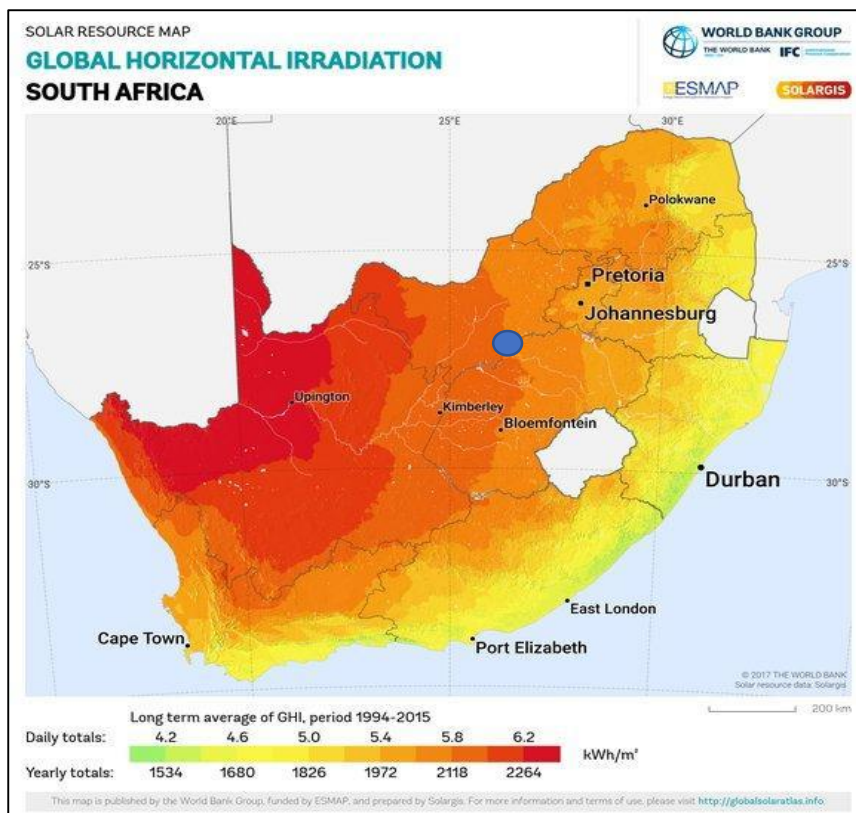 SOLAR RESOURCE MAP
GLOBAL HORIZONTAL IRRADIATION
SOUTH AFRICA
WORLD BANK GROUP
THE WORLD BANK
IFC
ESMAP
SOLARGIS
20°E
25°E
30°E
Polokwane
25°S
25°S
Pretoria
Johannesburg
Upington
Kimberley
Bloemfontein
30°S
30°S
Durban
East London
Cape Town
Port Elizabeth
© 2017 THE WORLD BANK
Solar resource data: Solargis
200 km
Long term average of GHI, period 1994-2015
Daily totals: 4.2 4.6 5.0 5.4 5.8 6.2
kWh/m²
Yearly totals: 1534 1680 1826 1972 2118 2264
This map is published by the World Bank Group, funded by ESMAP, and prepared by Solargis. For more information and terms of use, please visit http://globalsolaratlas.info.